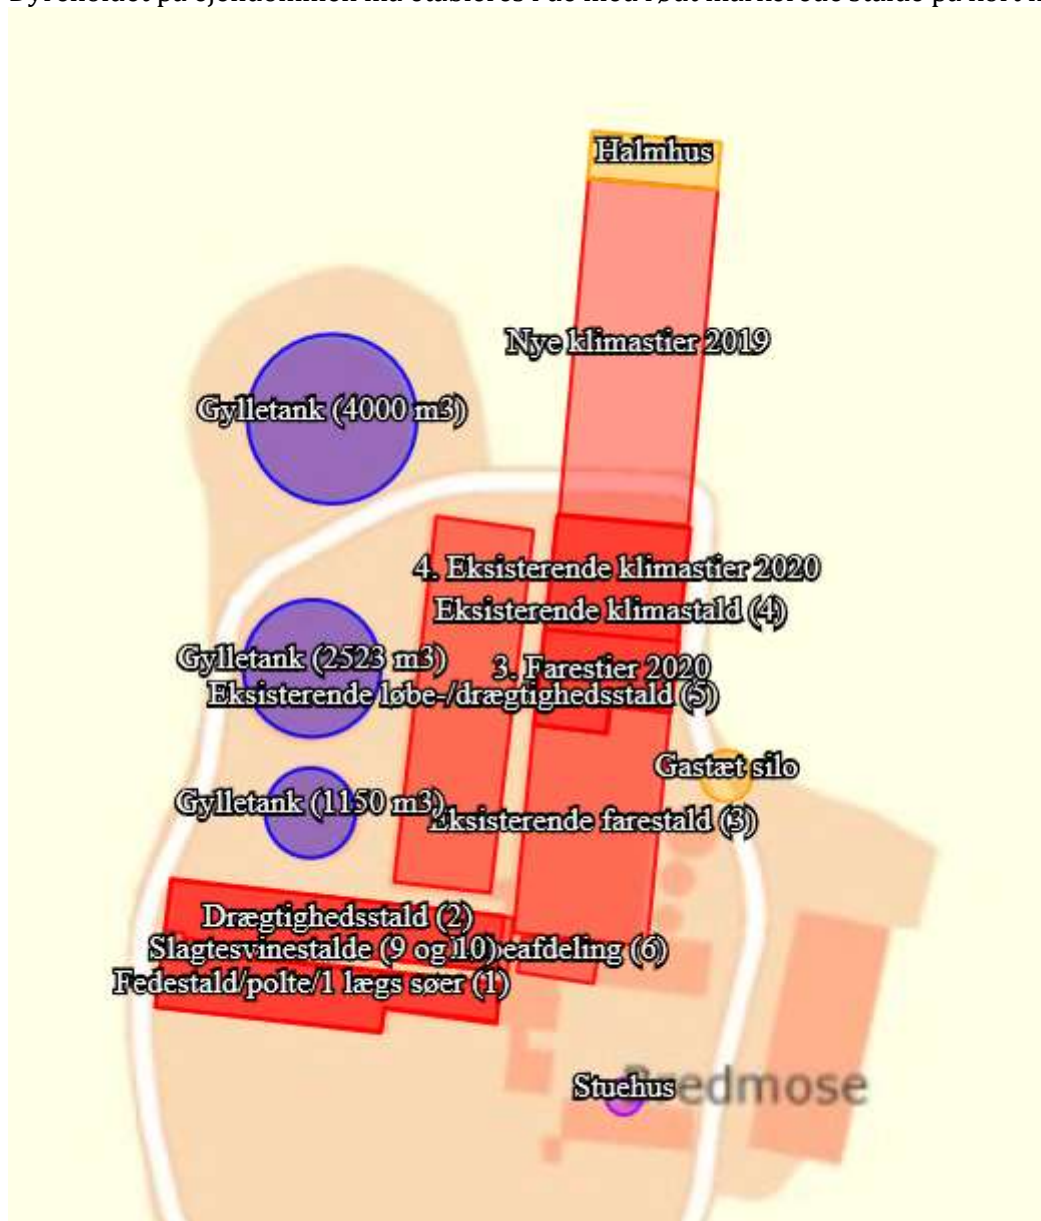 Halmhus
Nye klimastier 2019
Gylletank (4000 m3)
4. Eksisterende klimastier 2020
Eksisterende klimastald (4)
Gylletank (2523 m3)
3. Farestier 2020
Eksisterende løbe-/drægtighedsstald (5)
Gastæt silo
Gylletank (1150 m3)
Eksisterende farestald (3)
Drægtighedsstald (2)
Slagtesvinestalde (9 og 10) (6)
Fedestald/polte/1 lægs søer (1)
Stuehus